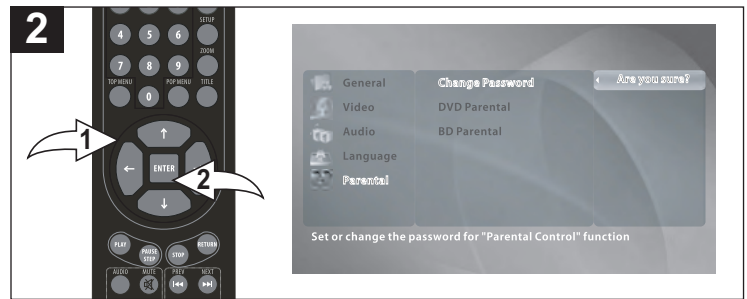 2
SETUP
4 5 6
ZOOM
7 8 9
TOP MENU POP MENU TITLE
0
1
↑
← ENTER
2
↓
PLAY PAUSE STEP STOP RETURN
AUDIO MUTE PREV NEXT
General Change Password Are you sure?
Video DVD Parental
Audio BD Parental
Language
Parental
Set or change the password for "Parental Control" function